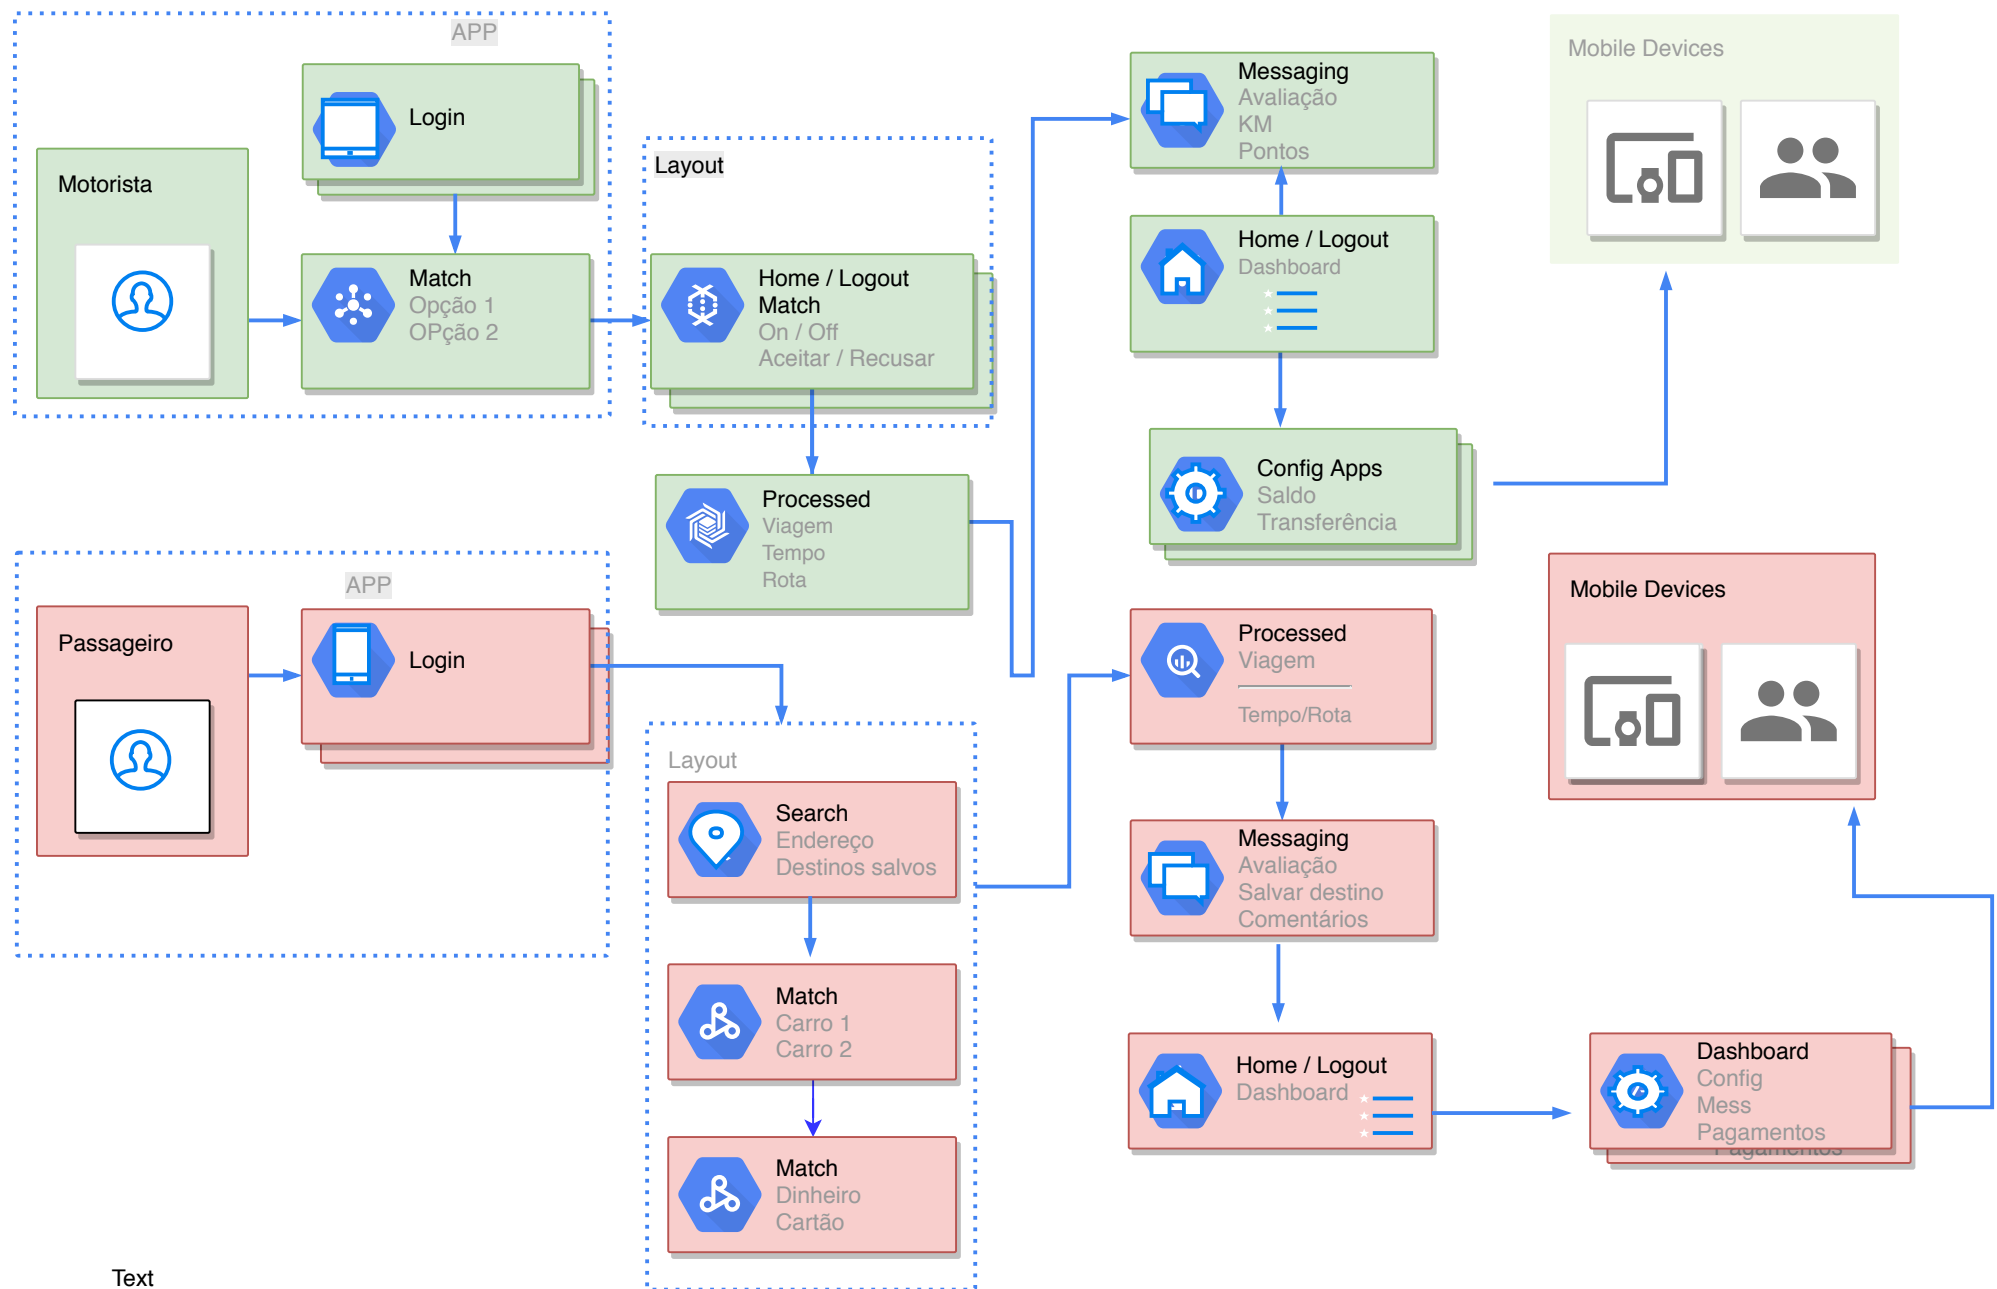 APP
Login
Motorista
Match
Opção 1
OPção 2
Layout
Home / Logout
Match
On / Off
Aceitar / Recusar
Processed
Viagem
Tempo
Rota
Messaging
Avaliação
KM
Pontos
Home / Logout
Dashboard
Config Apps
Saldo
Transferência
Mobile Devices
APP
Passageiro
Login
Layout
Search
Endereço
Destinos salvos
Match
Carro 1
Carro 2
Match
Dinheiro
Cartão
Processed
Viagem
Tempo/Rota
Messaging
Avaliação
Salvar destino
Comentários
Home / Logout
Dashboard
Dashboard
Config
Mess
Pagamentos
Pagamentos
Mobile Devices
Text